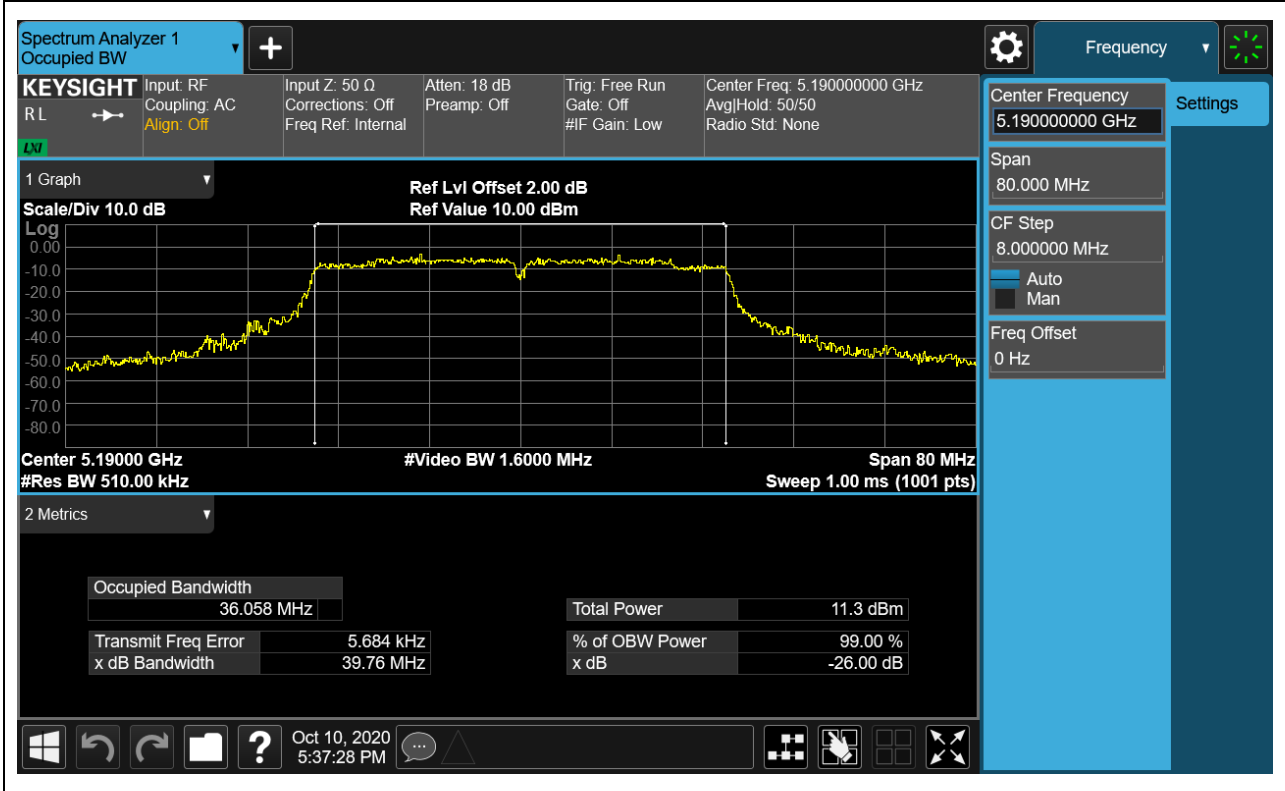 Spectrum Analyzer 1
Occupied BW
Frequency
KEYSIGHT
R L
LXI
Input: RF
Coupling: AC
Align: Off
Input Z: 50 Ω
Corrections: Off
Freq Ref: Internal
Atten: 18 dB
Preamp: Off
Trig: Free Run
Gate: Off
#IF Gain: Low
Center Freq: 5.190000000 GHz
Avg|Hold: 50/50
Radio Std: None
Center Frequency
5.190000000 GHz
Settings
Span
80.000 MHz
CF Step
8.000000 MHz
Auto
Man
Freq Offset
0 Hz
1 Graph
Scale/Div 10.0 dB
Ref Lvl Offset 2.00 dB
Ref Value 10.00 dBm
Log
0.00
-10.0
-20.0
-30.0
-40.0
-50.0
-60.0
-70.0
-80.0
Center 5.19000 GHz
#Video BW 1.6000 MHz
Span 80 MHz
#Res BW 510.00 kHz
Sweep 1.00 ms (1001 pts)
2 Metrics
Occupied Bandwidth
36.058 MHz
Total Power 11.3 dBm
Transmit Freq Error 5.684 kHz
% of OBW Power 99.00 %
x dB Bandwidth 39.76 MHz
x dB -26.00 dB
?
Oct 10, 2020
5:37:28 PM